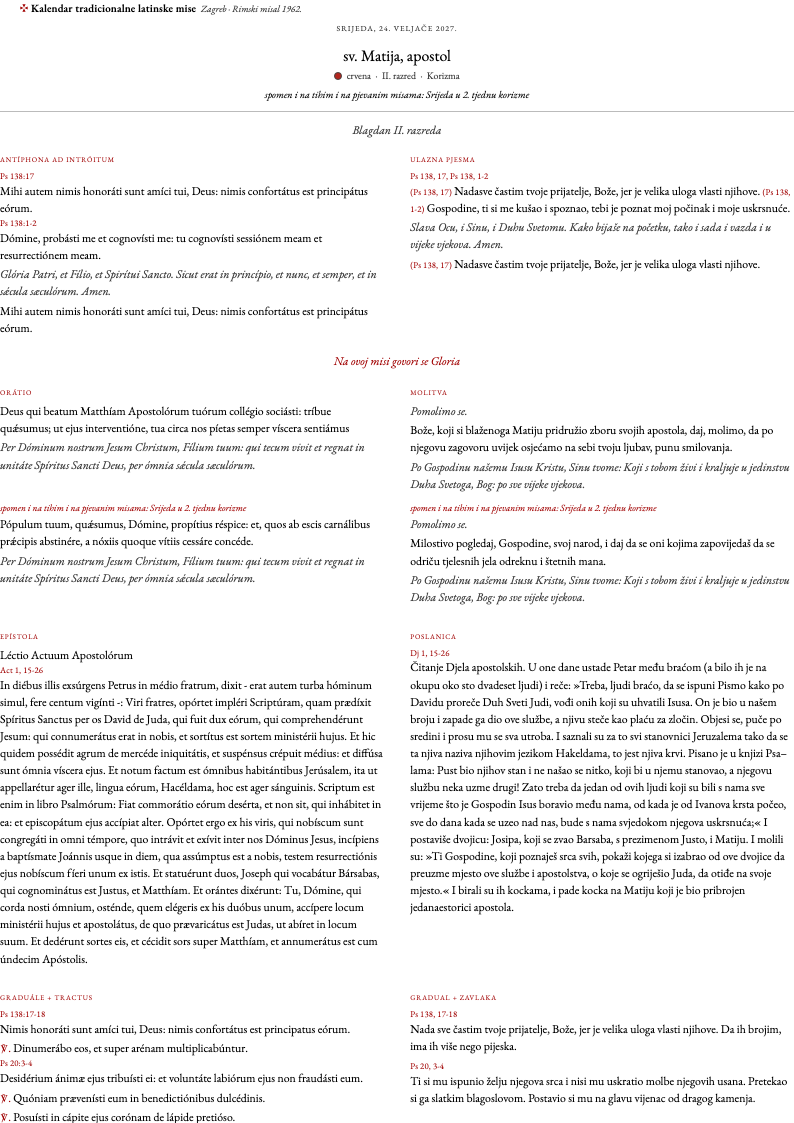 ✣ Kalendar tradicionalne latinske mise Zagreb · Rimski misal 1962.
SRIJEDA, 24. VELJAČE 2027.
sv. Matija, apostol
crvena · II. razred · Korizma
spomen i na tihim i na pjevanim misama: Srijeda u 2. tjednu korizme
Blagdan II. razreda
ANTÍPHONA AD INTRÓITUM
Ps 138:17
Mihi autem nimis honoráti sunt amíci tui, Deus: nimis confortátus est principátus
eórum.
Ps 138:1-2
Dómine, probásti me et cognovísti me: tu cognovísti sessiónem meam et
resurrectiónem meam.
Glória Patri, et Fílio, et Spirítui Sancto. Sicut erat in princípio, et nunc, et semper, et in
sǽcula sæculórum. Amen.
Mihi autem nimis honoráti sunt amíci tui, Deus: nimis confortátus est principátus
eórum.
ULAZNA PJESMA
Ps 138, 17, Ps 138, 1-2
(Ps 138, 17) Nadasve častim tvoje prijatelje, Bože, jer je velika uloga vlasti njihove. (Ps 138,
1-2) Gospodine, ti si me kušao i spoznao, tebi je poznat moj počinak i moje uskrsnuće.
Slava Ocu, i Sinu, i Duhu Svetomu. Kako bijaše na početku, tako i sada i vazda i u
vijeke vjekova. Amen.
(Ps 138, 17) Nadasve častim tvoje prijatelje, Bože, jer je velika uloga vlasti njihove.
Na ovoj misi govori se Gloria
ORÁTIO
Deus qui beatum Matthíam Apostolórum tuórum collégio sociásti: tríbue
quǽsumus; ut ejus interventióne, tua circa nos píetas semper víscera sentiámus
Per Dóminum nostrum Jesum Christum, Fílium tuum: qui tecum vivit et regnat in
unitáte Spíritus Sancti Deus, per ómnia sǽcula sæculórum.
MOLITVA
Pomolimo se.
Bože, koji si blaženoga Matiju pridružio zboru svojih apostola, daj, molimo, da po
njegovu zagovoru uvijek osjećamo na sebi tvoju ljubav, punu smilovanja.
Po Gospodinu našemu Isusu Kristu, Sinu tvome: Koji s tobom živi i kraljuje u jedinstvu
Duha Svetoga, Bog: po sve vijeke vjekova.
spomen i na tihim i na pjevanim misama: Srijeda u 2. tjednu korizme
Pópulum tuum, quǽsumus, Dómine, propítius réspice: et, quos ab escis carnálibus
prǽcipis abstinére, a nóxiis quoque vítiis cessáre concéde.
Per Dóminum nostrum Jesum Christum, Fílium tuum: qui tecum vivit et regnat in
unitáte Spíritus Sancti Deus, per ómnia sǽcula sæculórum.
spomen i na tihim i na pjevanim misama: Srijeda u 2. tjednu korizme
Pomolimo se.
Milostivo pogledaj, Gospodine, svoj narod, i daj da se oni kojima zapovijedaš da se
odriču tjelesnih jela odreknu i štetnih mana.
Po Gospodinu našemu Isusu Kristu, Sinu tvome: Koji s tobom živi i kraljuje u jedinstvu
Duha Svetoga, Bog: po sve vijeke vjekova.
EPÍSTOLA
Léctio Actuum Apostolórum
Act 1, 15-26
In diébus illis exsúrgens Petrus in médio fratrum, dixit - erat autem turba hóminum
simul, fere centum vigínti -: Viri fratres, opórtet impléri Scriptúram, quam prædíxit
Spíritus Sanctus per os David de Juda, qui fuit dux eórum, qui comprehendérunt
Jesum: qui connumerátus erat in nobis, et sortítus est sortem ministérii hujus. Et hic
quidem possédit agrum de mercéde iniquitátis, et suspénsus crépuit médius: et diffúsa
sunt ómnia víscera ejus. Et notum factum est ómnibus habitántibus Jerúsalem, ita ut
appellarétur ager ille, lingua eórum, Hacéldama, hoc est ager sánguinis. Scriptum est
enim in libro Psalmórum: Fiat commorátio eórum desérta, et non sit, qui inhábitet in
ea: et episcopátum ejus accípiat alter. Opórtet ergo ex his viris, qui nobíscum sunt
congregáti in omni témpore, quo intrávit et exívit inter nos Dóminus Jesus, incípiens
a baptísmate Joánnis usque in diem, qua assúmptus est a nobis, testem resurrectiónis
ejus nobíscum fíeri unum ex istis. Et statuérunt duos, Joseph qui vocabátur Bársabas,
qui cognominátus est Justus, et Matthíam. Et orántes dixérunt: Tu, Dómine, qui
corda nosti ómnium, osténde, quem elégeris ex his duóbus unum, accípere locum
ministérii hujus et apostolátus, de quo prævaricátus est Judas, ut abíret in locum
suum. Et dedérunt sortes eis, et cécidit sors super Matthíam, et annumerátus est cum
úndecim Apóstolis.
POSLANICA
Dj 1, 15-26
Čitanje Djela apostolskih. U one dane ustade Petar među braćom (a bilo ih je na
okupu oko sto dvadeset ljudi) i reče: »Treba, ljudi braćo, da se ispuni Pismo kako po
Davidu proreče Duh Sveti Judi, vođi onih koji su uhvatili Isusa. On je bio u našem
broju i zapade ga dio ove službe, a njivu steče kao plaću za zločin. Objesi se, puče po
sredini i prosu mu se sva utroba. I saznali su za to svi stanovnici Jeruzalema tako da se
ta njiva naziva njihovim jezikom Hakeldama, to jest njiva krvi. Pisano je u knjizi Psa–
lama: Pust bio njihov stan i ne našao se nitko, koji bi u njemu stanovao, a njegovu
službu neka uzme drugi! Zato treba da jedan od ovih ljudi koji su bili s nama sve
vrijeme što je Gospodin Isus boravio među nama, od kada je od Ivanova krsta počeo,
sve do dana kada se uzeo nad nas, bude s nama svjedokom njegova uskrsnuća;« I
postaviše dvojicu: Josipa, koji se zvao Barsaba, s prezimenom Justo, i Matiju. I molili
su: »Ti Gospodine, koji poznaješ srca svih, pokaži kojega si izabrao od ove dvojice da
preuzme mjesto ove službe i apostolstva, o koje se ogriješio Juda, da otiđe na svoje
mjesto.« I birali su ih kockama, i pade kocka na Matiju koji je bio pribrojen
jedanaestorici apostola.
GRADUÁLE + TRACTUS
Ps 138:17-18
Nimis honoráti sunt amíci tui, Deus: nimis confortátus est principatus eórum.
℣. Dinumerábo eos, et super arénam multiplicabúntur.
Ps 20:3-4
Desidérium ánimæ ejus tribuísti ei: et voluntáte labiórum ejus non fraudásti eum.
℣. Quóniam prævenísti eum in benedictiónibus dulcédinis.
℣. Posuísti in cápite ejus corónam de lápide pretióso.
GRADUAL + ZAVLAKA
Ps 138, 17-18
Nada sve častim tvoje prijatelje, Bože, jer je velika uloga vlasti njihove. Da ih brojim,
ima ih više nego pijeska.
Ps 20, 3-4
Ti si mu ispunio želju njegova srca i nisi mu uskratio molbe njegovih usana. Pretekao
si ga slatkim blagoslovom. Postavio si mu na glavu vijenac od dragog kamenja.